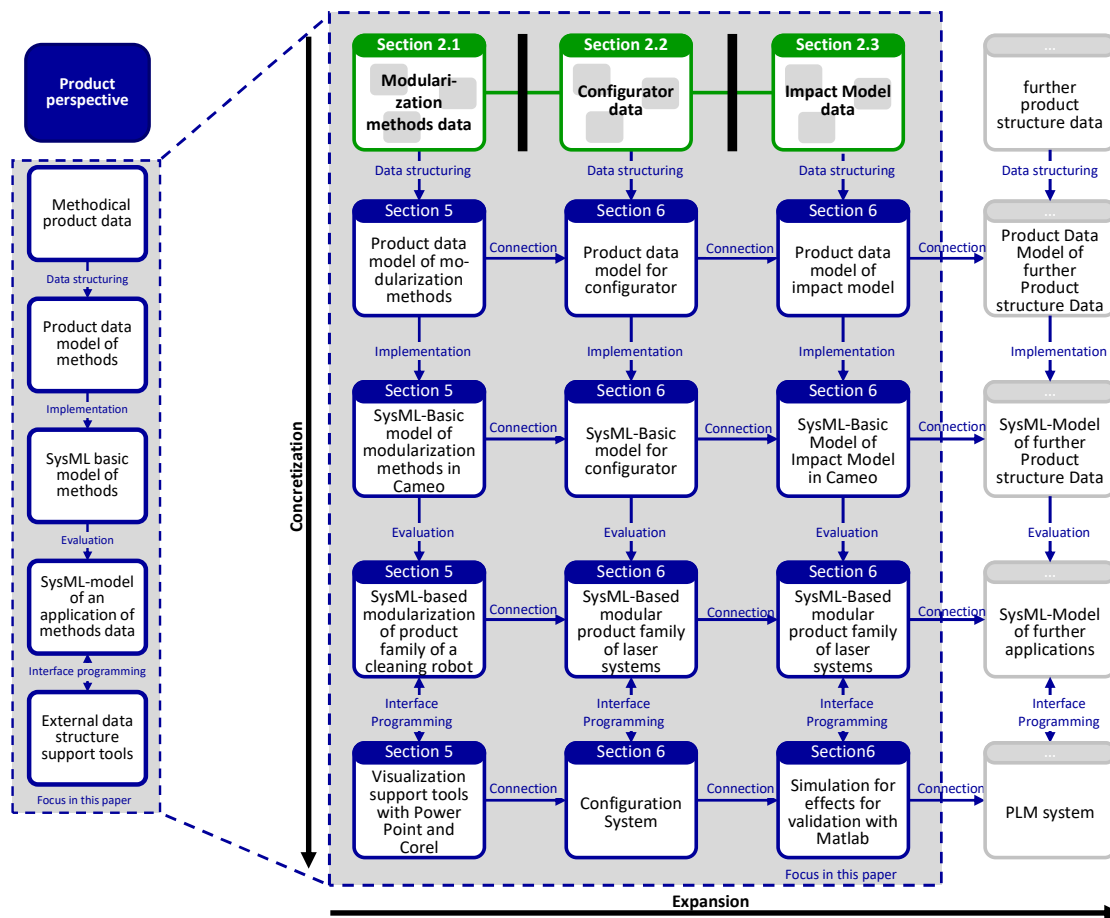 Product
perspective
Methodical
product data
Data structuring
Product data
model of
methods
Implementation
SysML basic
model of
methods
Evaluation
SysML-model
of an
application of
methods data
Interface programming
External data
structure
support tools
Focus in this paper
Concretization
Section 2.1
Modulari-
zation
methods data
Section 2.2
Configurator
data
Section 2.3
Impact Model
data
...
further
product
structure data
Data structuring
Data structuring
Data structuring
Data structuring
Section 5
Product data
model of mo-
dularization
methods
Connection
Section 6
Product data
model for
configurator
Connection
Section 6
Product data
model of
impact model
Connection
...
Product Data
Model of
further
Product
structure Data
Implementation
Implementation
Implementation
Implementation
Section 5
SysML-Basic
model of
modularization
methods in
Cameo
Connection
Section 6
SysML-Basic
model for
configurator
Connection
Section 6
SysML-Basic
Model of
Impact Model
in Cameo
Connection
...
SysML-Model
of further
Product
structure Data
Evaluation
Evaluation
Evaluation
Evaluation
Section 5
SysML-based
modularization
of product
family of a
cleaning robot
Connection
Section 6
SysML-Based
modular
product family
of laser
systems
Connection
Section 6
SysML-Based
modular
product family
of laser
systems
Connection
...
SysML-Model
of further
applications
Interface
Programming
Interface
Programming
Interface
Programming
Interface
Programming
Section 5
Visualization
support tools
with Power
Point and
Corel
Connection
Section 6
Configuration
System
Connection
Section6
Simulation for
effects for
validation with
Matlab
Connection
...
PLM system
Focus in this paper
Expansion